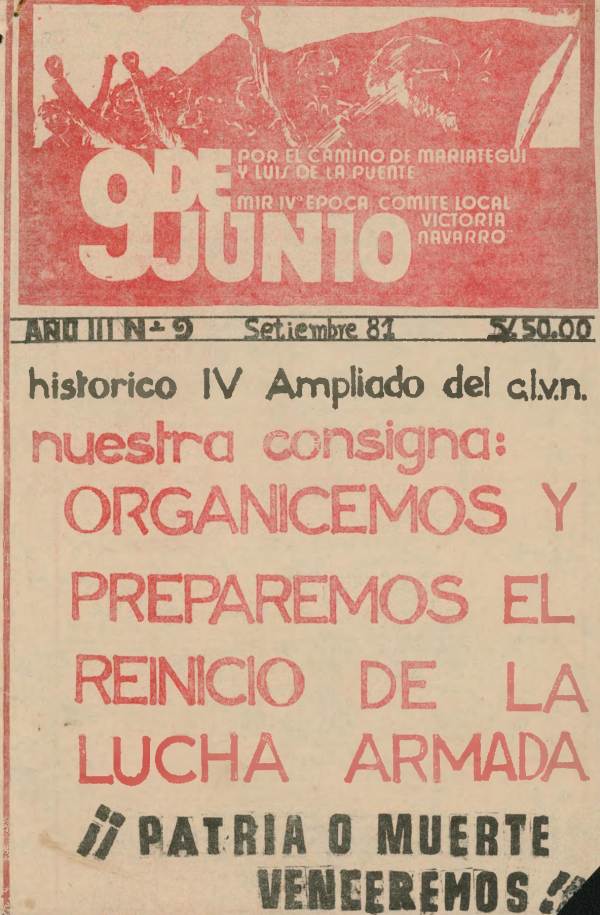 9 DE JUNIO
POR EL CAMINO DE MARIATEGUI
Y LUIS DE LA PUENTE
MIR IV" EPOCA COMITE LOCAL
VICTORIA
NAVARRO"
AÑO III Nº 9 Setiembre 81 S/. 50.00
historico IV Ampliado del c.l.v.n.
nuestra consigna:
ORGANICEMOS Y
PREPAREMOS EL
REINICIO DE LA
LUCHA ARMADA
¡¡ PATRIA O MUERTE
VENCEREMOS !!